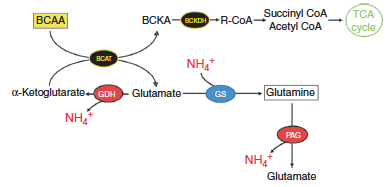 BCAA
BCKA
BCKDH
R-CoA
Succinyl CoA
Acetyl CoA
TCA
cycle
BCAT
NH4+
α-Ketoglutarate
GDH
Glutamate
GS
Glutamine
NH4+
PAG
NH4+
Glutamate